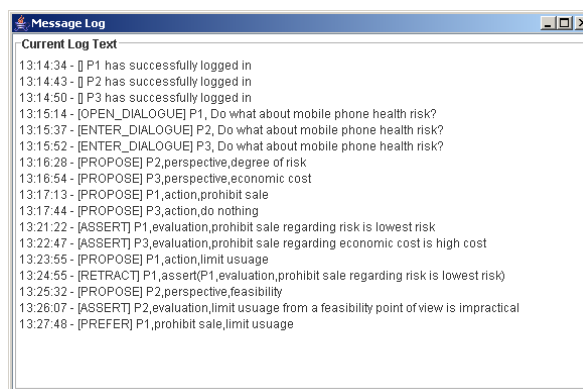 Message Log
Current Log Text
13:14:34 - [] P1 has successfully logged in
13:14:43 - [] P2 has successfully logged in
13:14:50 - [] P3 has successfully logged in
13:15:14 - [OPEN_DIALOGUE] P1, Do what about mobile phone health risk?
13:15:37 - [ENTER_DIALOGUE] P2, Do what about mobile phone health risk?
13:15:52 - [ENTER_DIALOGUE] P3, Do what about mobile phone health risk?
13:16:28 - [PROPOSE] P2,perspective,degree of risk
13:16:54 - [PROPOSE] P3,perspective,economic cost
13:17:13 - [PROPOSE] P1,action,prohibit sale
13:17:44 - [PROPOSE] P3,action,do nothing
13:21:22 - [ASSERT] P1,evaluation,prohibit sale regarding risk is lowest risk
13:22:47 - [ASSERT] P3,evaluation,prohibit sale regarding economic cost is high cost
13:23:55 - [PROPOSE] P1,action,limit usuage
13:24:55 - [RETRACT] P1,assert(P1,evaluation,prohibit sale regarding risk is lowest risk)
13:25:32 - [PROPOSE] P2,perspective,feasibility
13:26:07 - [ASSERT] P2,evaluation,limit usuage from a feasibility point of view is impractical
13:27:48 - [PREFER] P1,prohibit sale,limit usuage